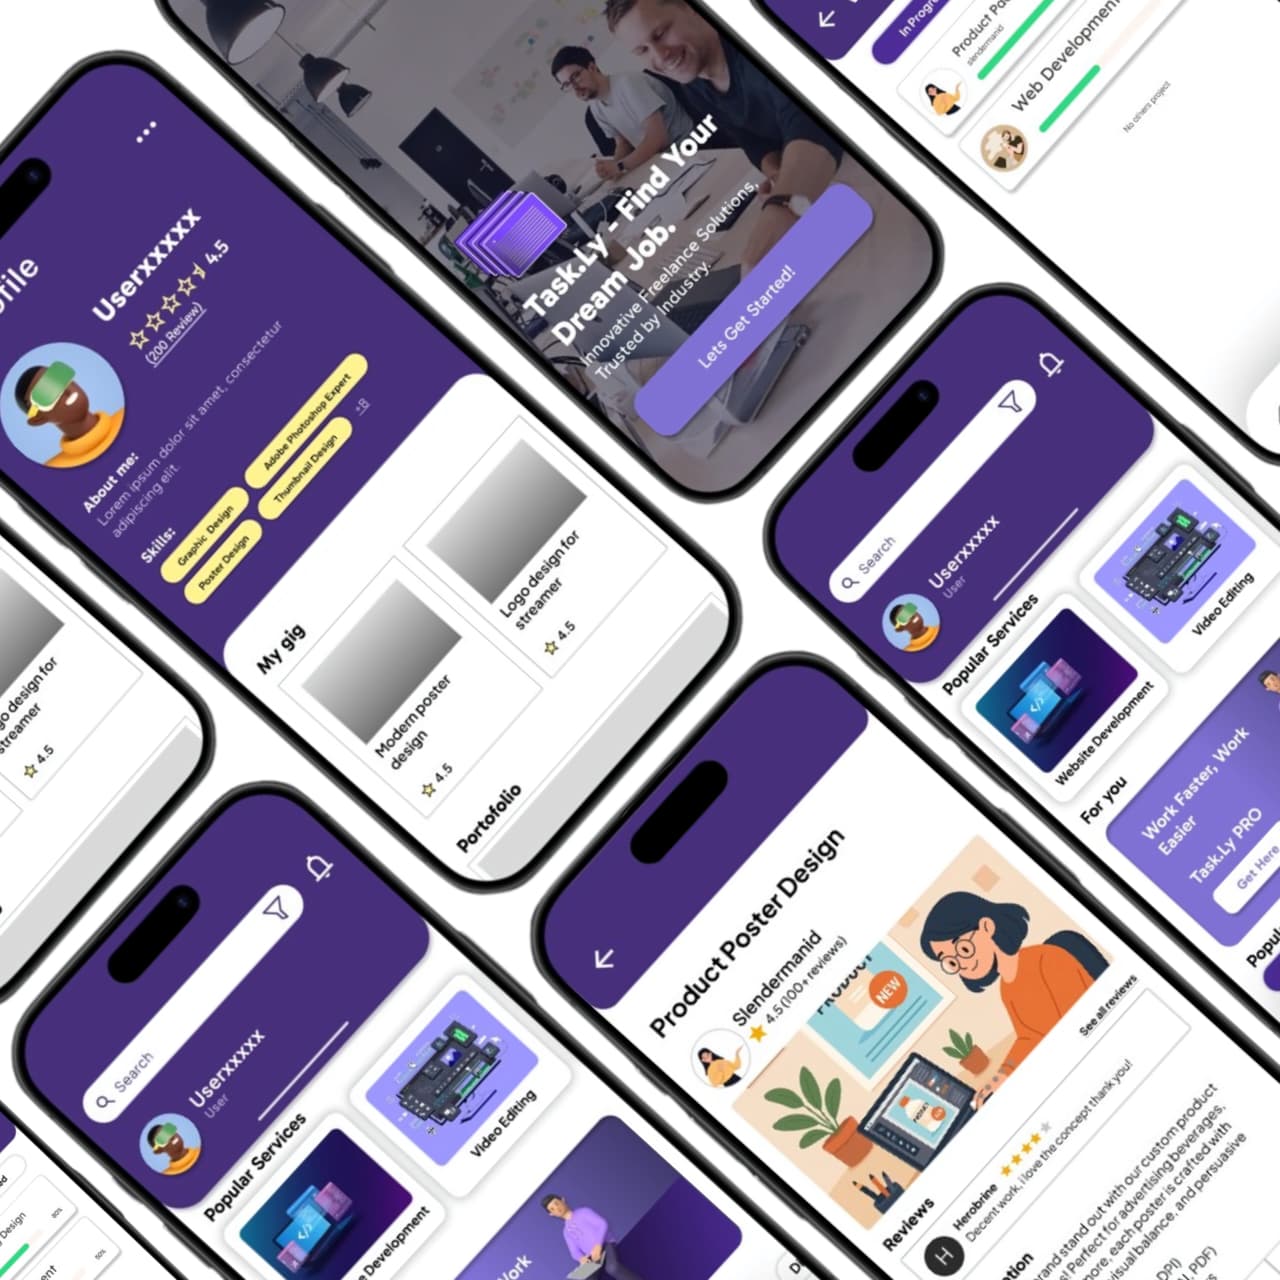 ofile
Userxxxxx
4.5
(200 Review)
About me:
Lorem ipsum dolor sit amet, consectetur
adipiscing elit.
Skills:
Graphic Design
Adobe Photoshop Expert
Poster Design
Thumbnail Design
+8
My gig
Modern poster
design
4.5
Logo design for
streamer
4.5
Portofolio
Task.Ly - Find Your
Dream Job.
Innovative Freelance Solutions,
Trusted by Industry.
Lets Get Started!
In Progr
Product Po
slendermanid
Web Development
No others project
Search
Userxxxxx
User
Popular Services
Website Development
Video Editing
For you
Work Faster, Work
Easier
Task.Ly PRO
Get Here
Popul
go design for
streamer
4.5
Search
Userxxxxx
User
Popular Services
e Development
Video Editing
Work
Product Poster Design
Slendermanid
4.5 (100+ reviews)
PRODUCT
NEW
Reviews
See all reviews
H
Herobrine
Decent work, i love the concept thank you!
ption
and stand out with our custom product
! Perfect for advertising beverages,
more, each poster is crafted with
isual balance, and persuasive
DPI)
PDF)
Design
80%
ent
50%